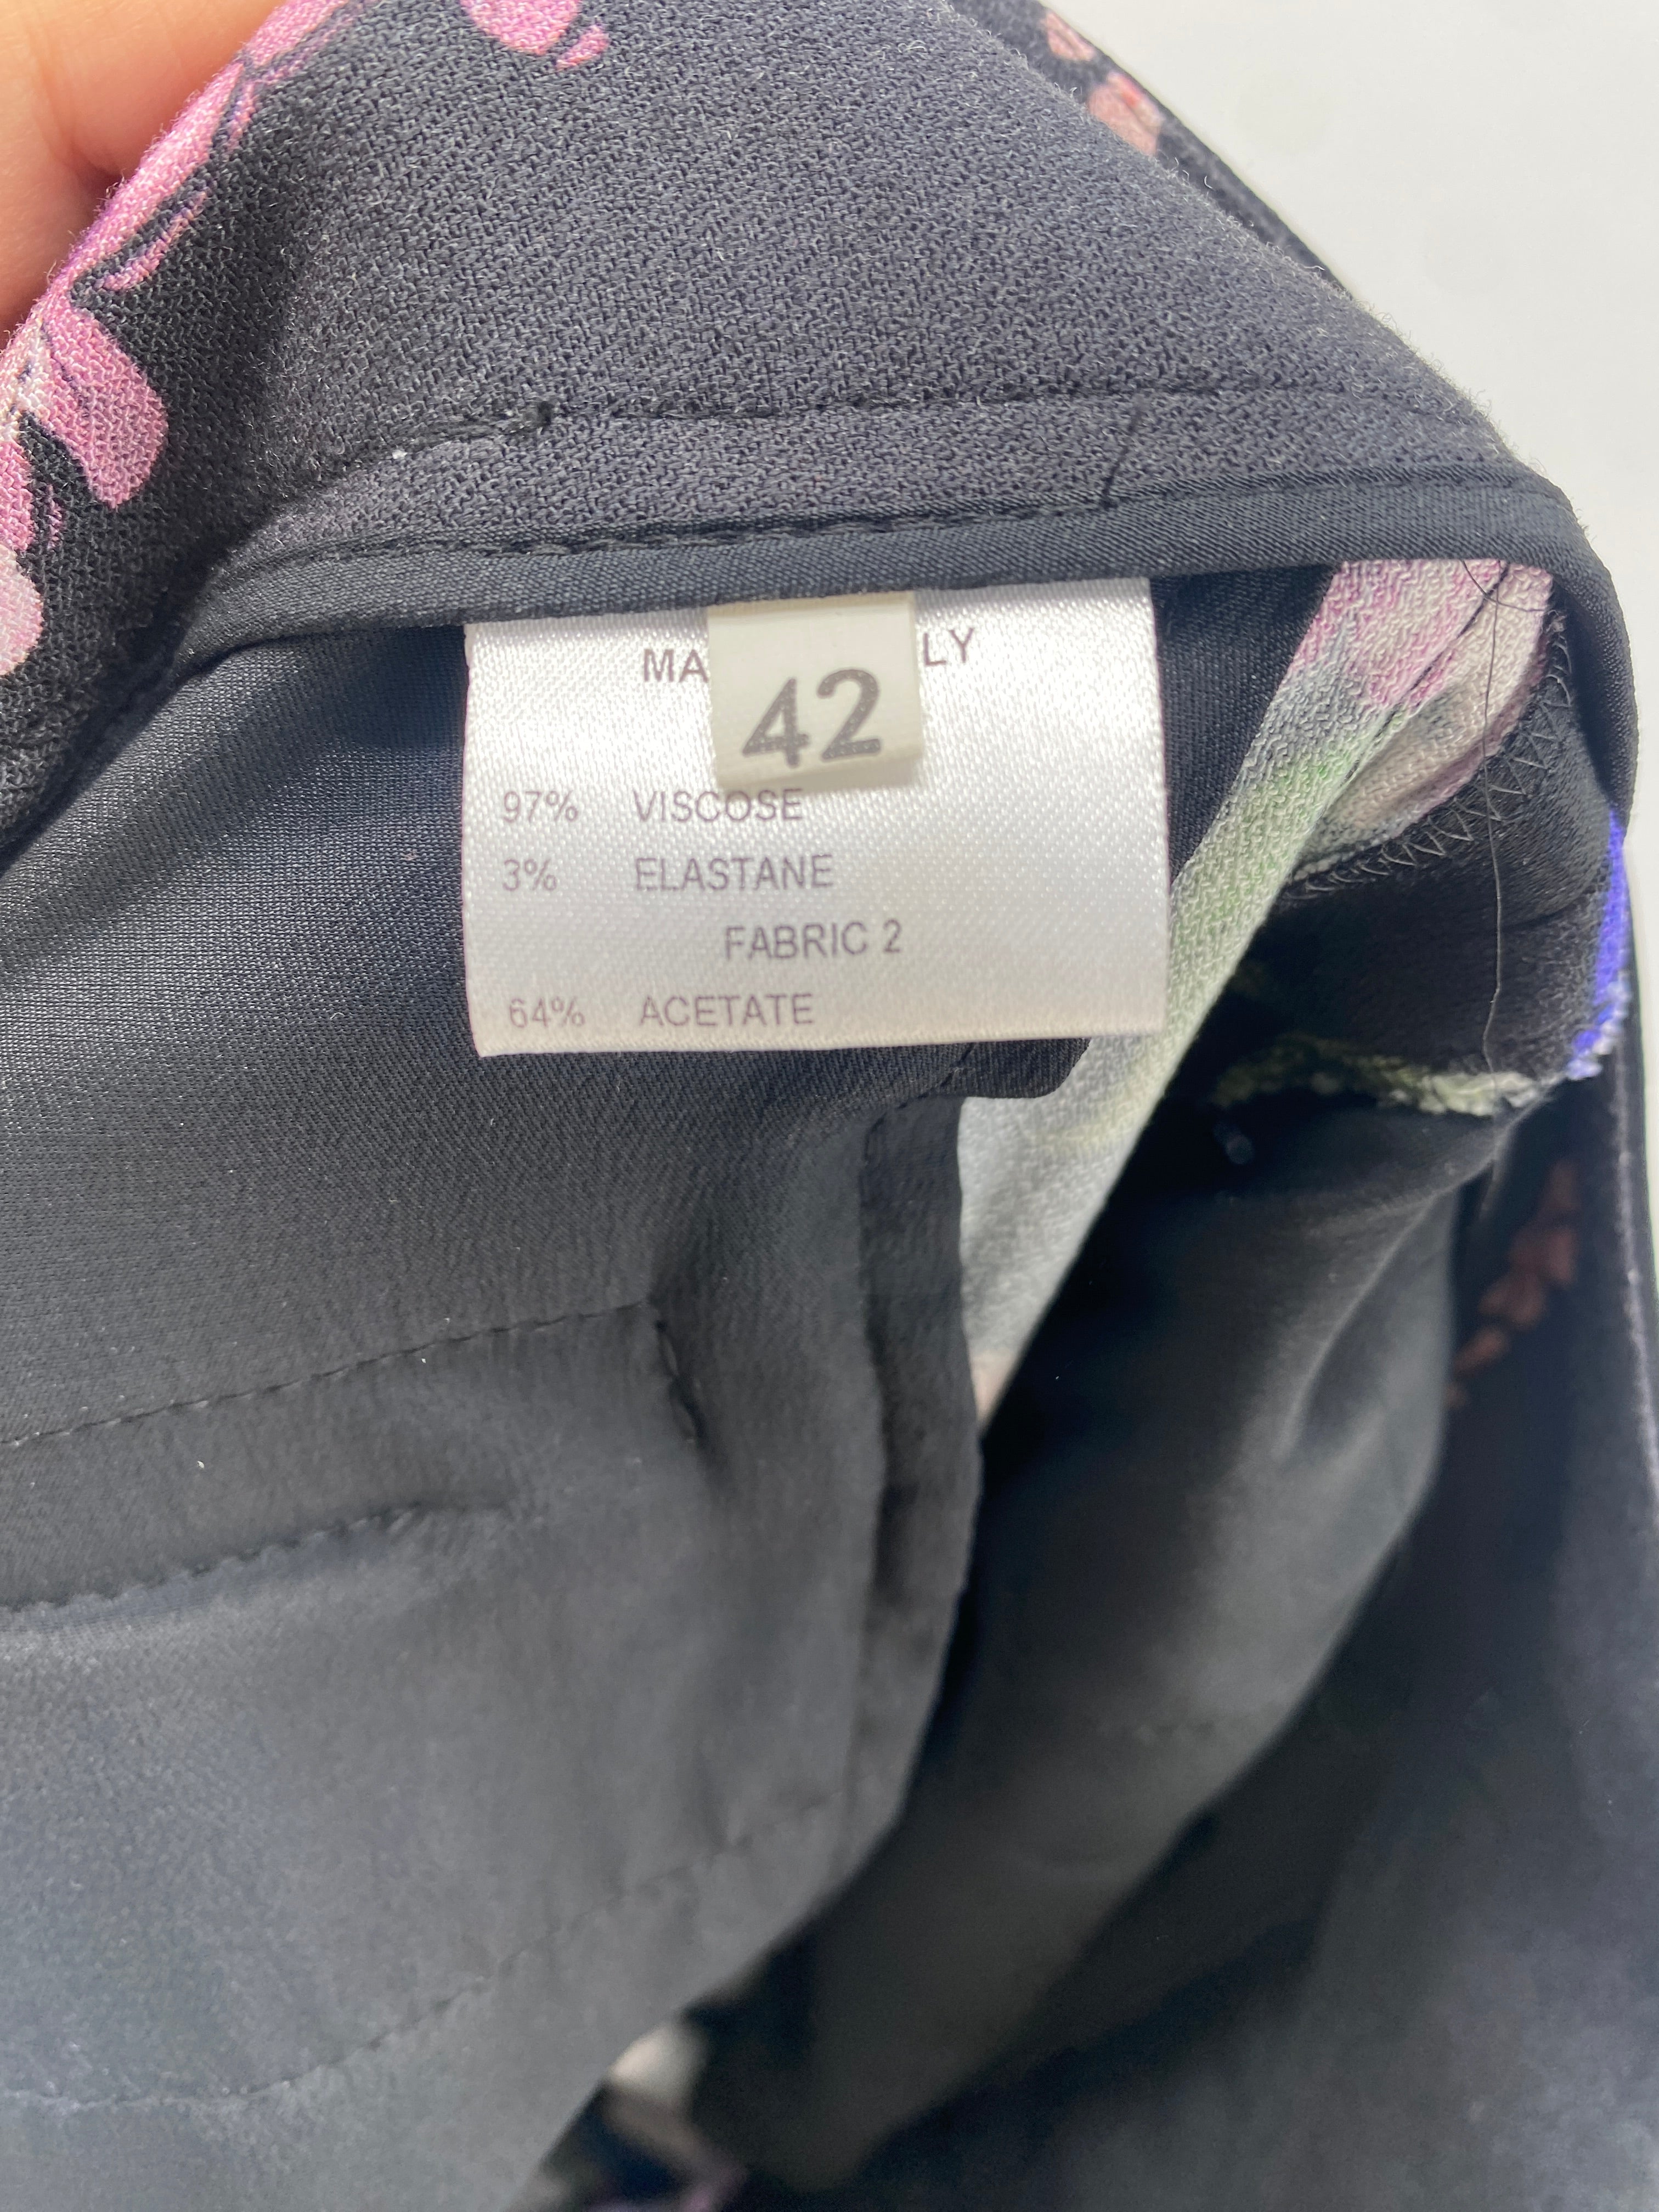 MA LY
42
97% VISCOSE
3% ELASTANE
FABRIC 2
64% ACETATE